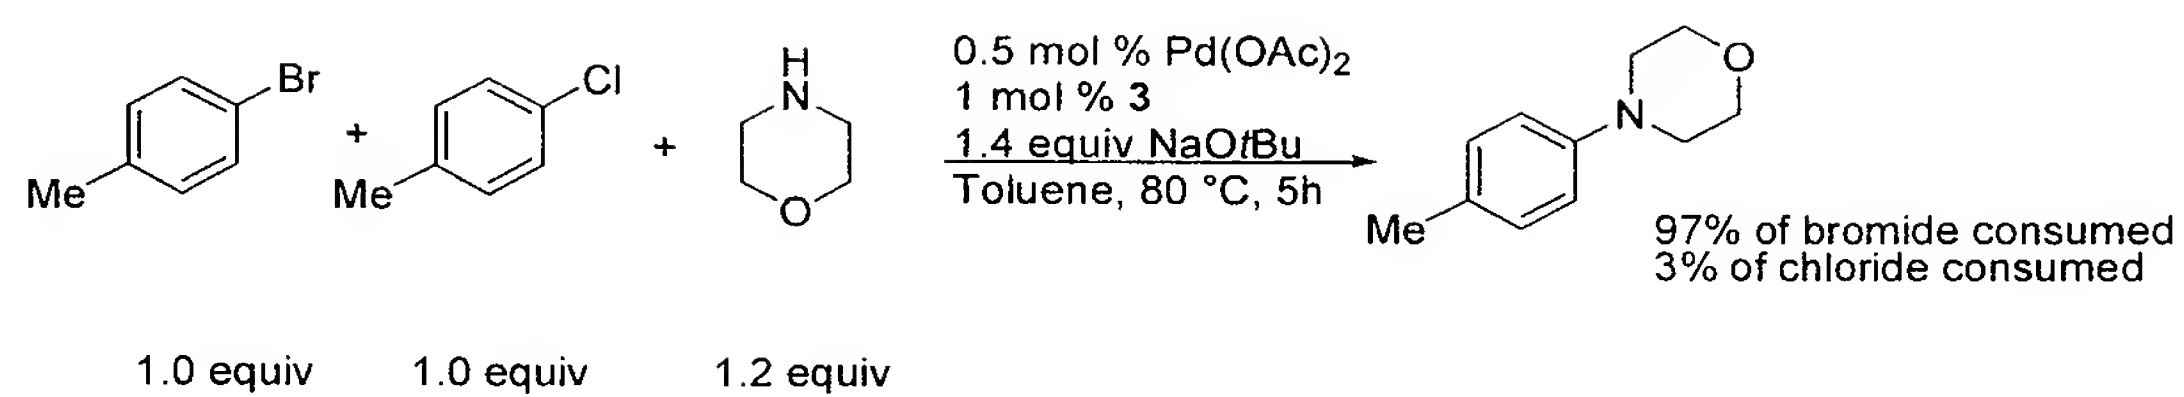 Br
Me
+
Cl
Me
+
H
N
O
0.5 mol % Pd(OAc)2
1 mol % 3
1.4 equiv NaOtBu
Toluene, 80 °C, 5h
O
N
Me
97% of bromide consumed
3% of chloride consumed
1.0 equiv
1.0 equiv
1.2 equiv